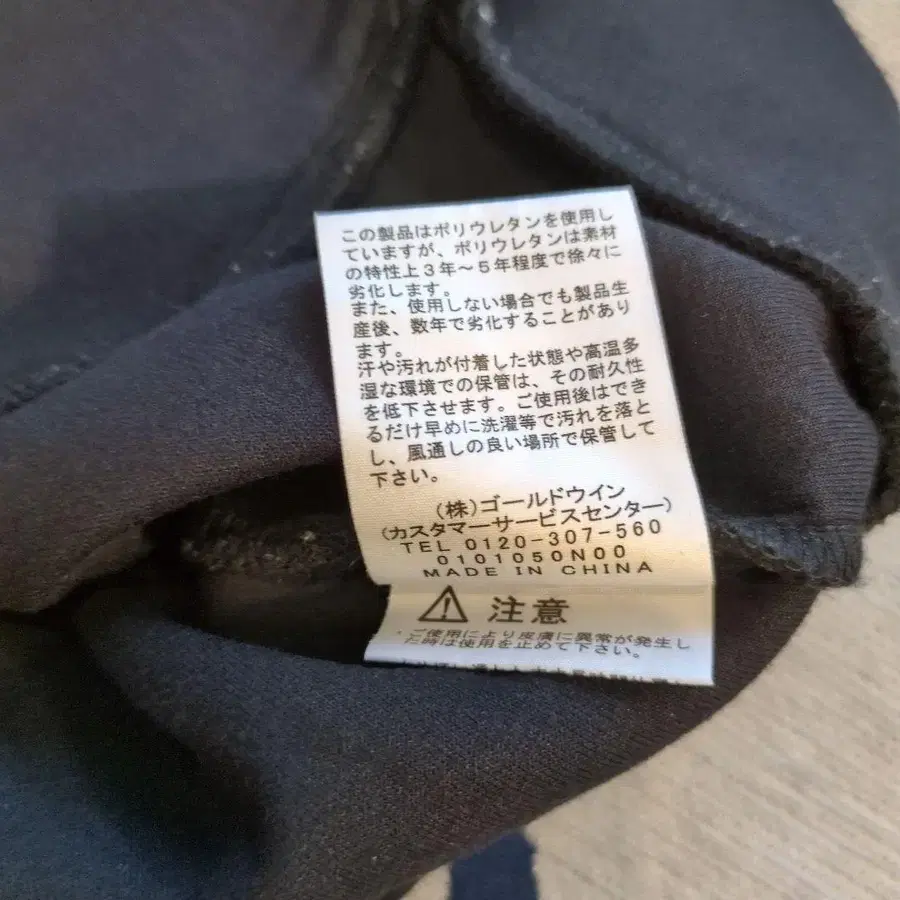 この製品はポリウレタンを使用し
ていますが、ポリウレタンは素材
の特性上3年～5年程度で徐々に
劣化します。
また、使用しない場合でも製品生
産後、数年で劣化することがあり
ます。
汗や汚れが付着した状態や高温多
湿な環境での保管は、その耐久性
を低下させます。ご使用後はでき
るだけ早めに洗濯等で汚れを落と
し、風通しの良い場所で保管して
下さい。
(株)ゴールドウイン
(カスタマーサービスセンター)
TEL 0120-307-560
0101050N00
MADE IN CHINA
⚠ 注意
・ご使用により皮膚に異常が発生し
た時は使用を止めて下さい。